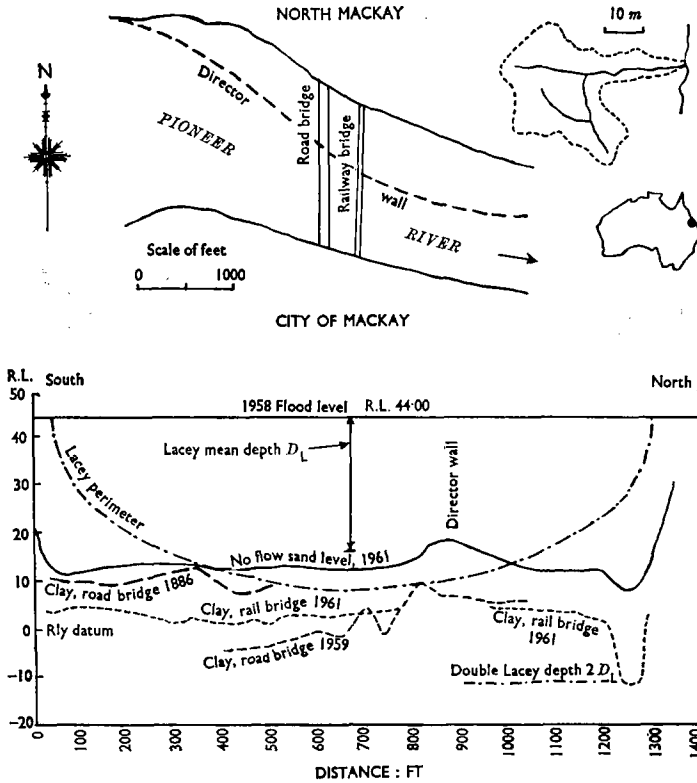 NORTH MACKAY
10 m
N
Director
PIONEER
Road bridge
Railway bridge
wall
RIVER
Scale of feet
0 1000
CITY OF MACKAY
R.L.
South
North
1958 Flood level R.L. 44·00
Lacey mean depth D_L
Lacey perimeter
Director wall
No flow sand level, 1961
Clay, road bridge 1886
Clay, rail bridge 1961
Rly datum
Clay, road bridge 1959
Clay, rail bridge
1961
Double Lacey depth 2 D_L
50
40
30
20
10
0
−10
−20
0 100 200 300 400 500 600 700 800 900 1000 1100 1200 1300 1400
DISTANCE : FT